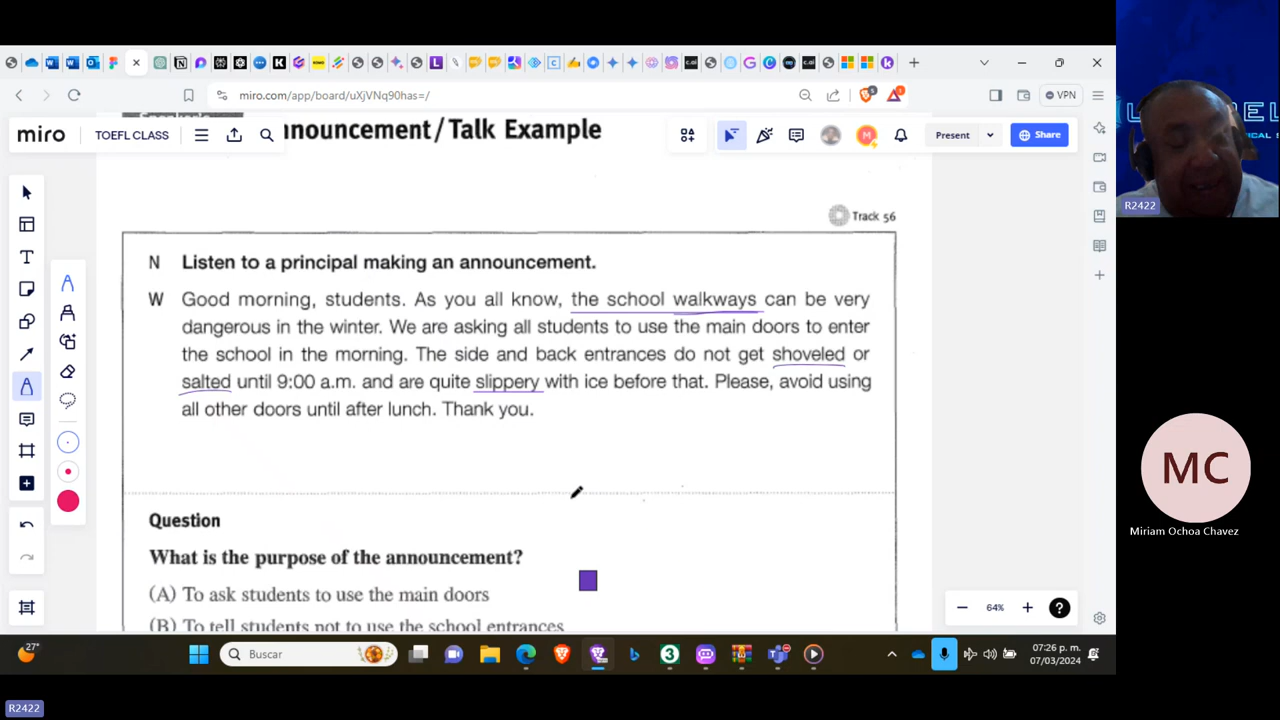 miro.com/app/board/uXjVNq90has=/
VPN
miro
TOEFL CLASS
nnouncement / Talk Example
Present
Share
Track 56
N Listen to a principal making an announcement.
W Good morning, students. As you all know, the school walkways can be very
dangerous in the winter. We are asking all students to use the main doors to enter
the school in the morning. The side and back entrances do not get shoveled or
salted until 9:00 a.m. and are quite slippery with ice before that. Please, avoid using
all other doors until after lunch. Thank you.
Question
What is the purpose of the announcement?
(A) To ask students to use the main doors
(B) To tell students not to use the school entrances
64%
27°
Buscar
07:26 p. m.
07/03/2024
R2422
MC
Miriam Ochoa Chavez
R2422